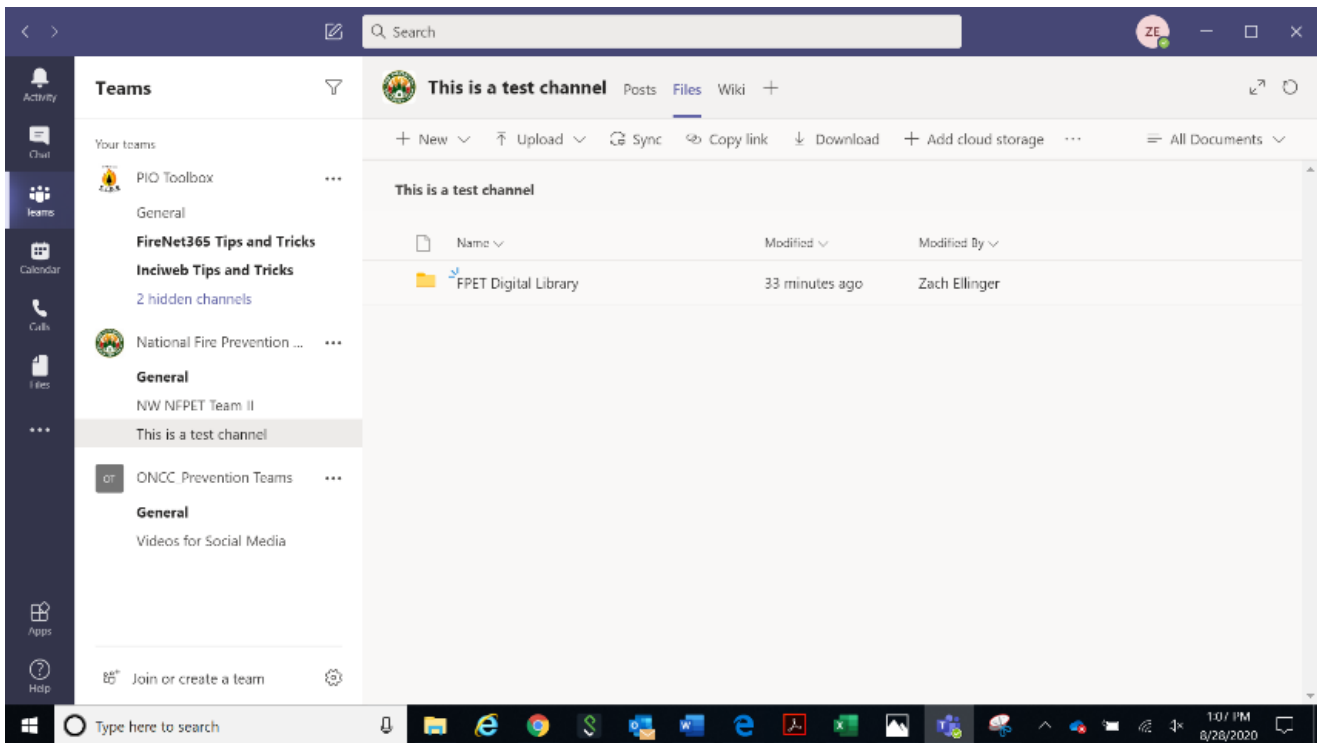 Search
ZE
Activity
Chat
Teams
Calendar
Calls
Files
Apps
Help
Teams
Your teams
PIO Toolbox
General
FireNet365 Tips and Tricks
Inciweb Tips and Tricks
2 hidden channels
National Fire Prevention ...
General
NW NFPET Team II
This is a test channel
OT ONCC_Prevention Teams
General
Videos for Social Media
Join or create a team
This is a test channel Posts Files Wiki
New Upload Sync Copy link Download Add cloud storage ... All Documents
This is a test channel
Name Modified Modified By
FPET Digital Library 33 minutes ago Zach Ellinger
Type here to search
1:07 PM
8/28/2020